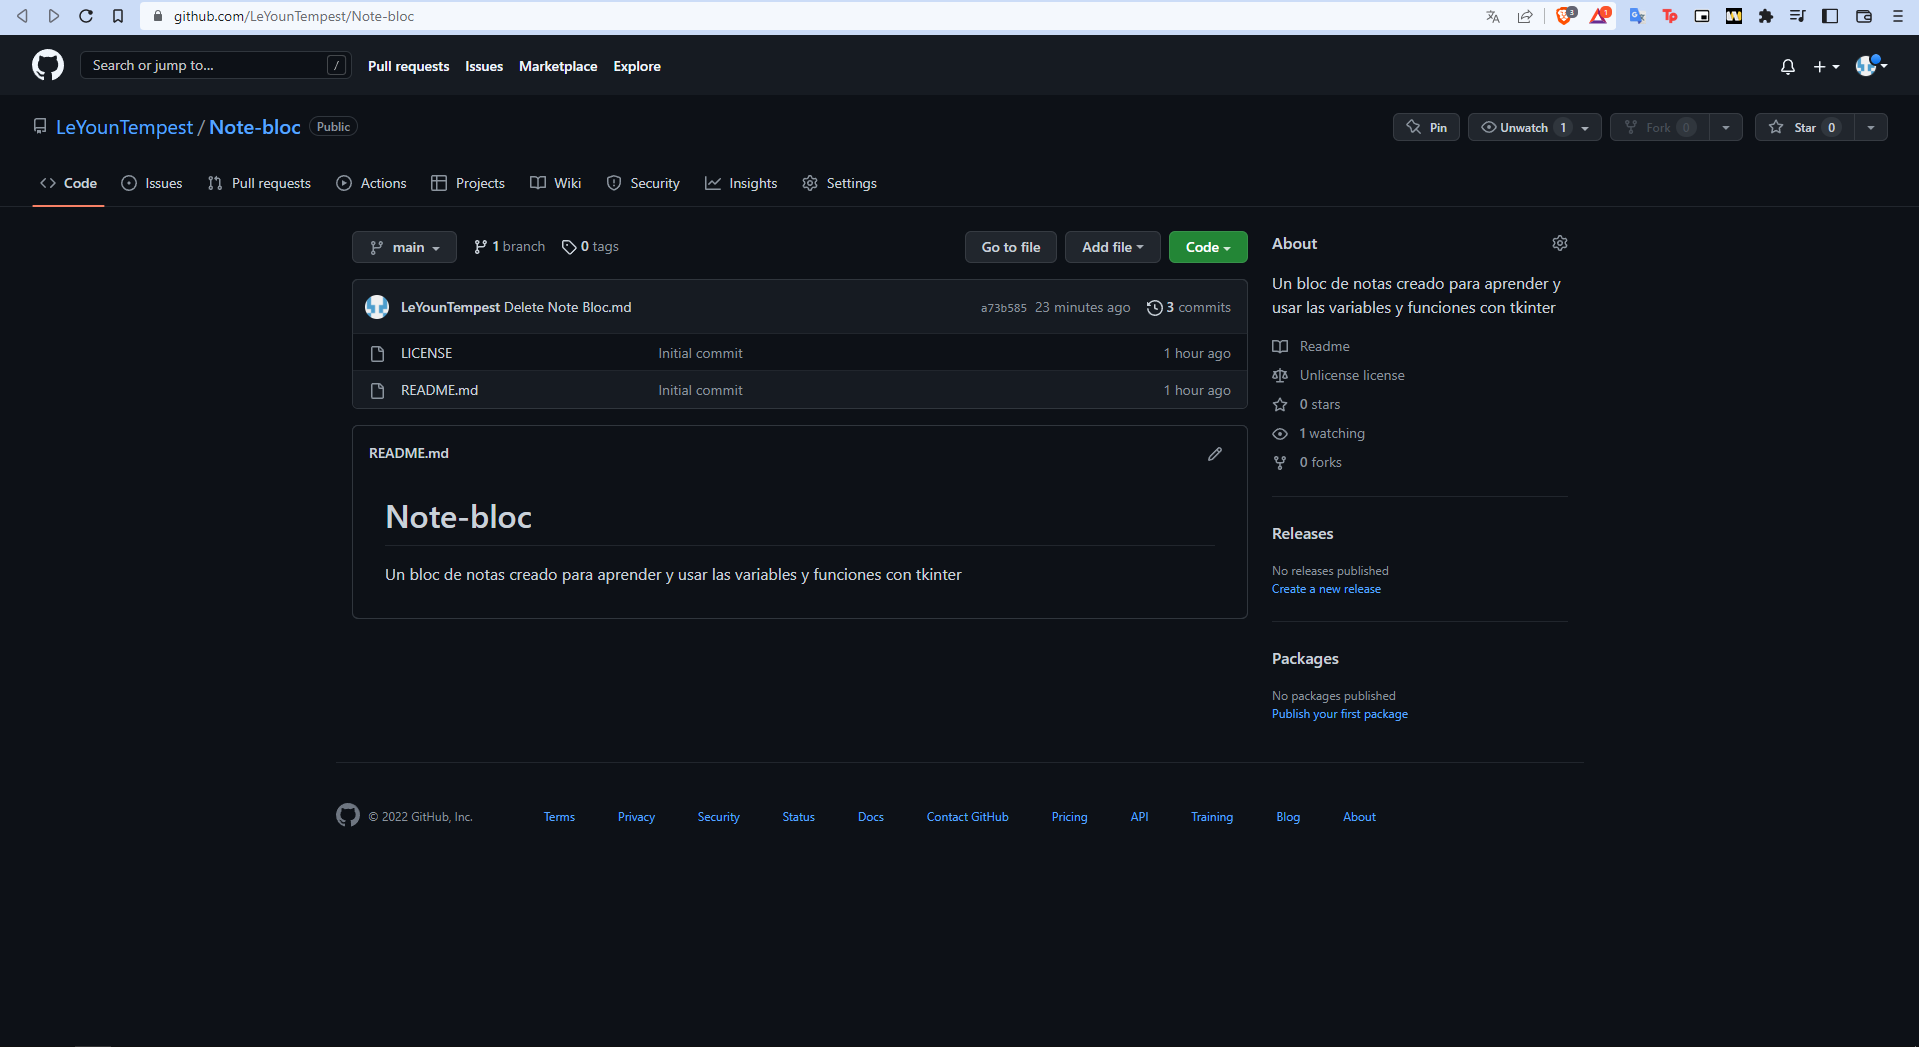 github.com/LeYounTempest/Note-bloc
3
1
Search or jump to...
/
Pull requests
Issues
Marketplace
Explore
LeYounTempest / Note-bloc Public
Pin
Unwatch 1
Fork 0
Star 0
Code
Issues
Pull requests
Actions
Projects
Wiki
Security
Insights
Settings
main
1 branch
0 tags
Go to file
Add file
Code
LeYounTempest Delete Note Bloc.md
a73b585 23 minutes ago
3 commits
LICENSE
Initial commit
1 hour ago
README.md
Initial commit
1 hour ago
README.md
Note-bloc
Un bloc de notas creado para aprender y usar las variables y funciones con tkinter
About
Un bloc de notas creado para aprender y
usar las variables y funciones con tkinter
Readme
Unlicense license
0 stars
1 watching
0 forks
Releases
No releases published
Create a new release
Packages
No packages published
Publish your first package
© 2022 GitHub, Inc.
Terms
Privacy
Security
Status
Docs
Contact GitHub
Pricing
API
Training
Blog
About